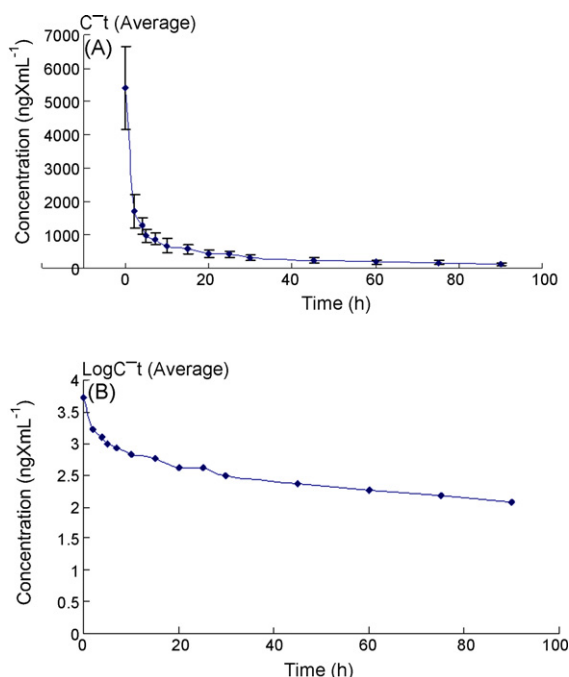 C‾t (Average)
(A)
7000
6000
5000
4000
3000
2000
1000
0
Concentration (ngXmL⁻¹)
0 20 40 60 80 100
Time (h)
LogC‾t (Average)
(B)
4
3.5
3
2.5
2
1.5
1
0.5
0
Concentration (ngXmL⁻¹)
0 20 40 60 80 100
Time (h)